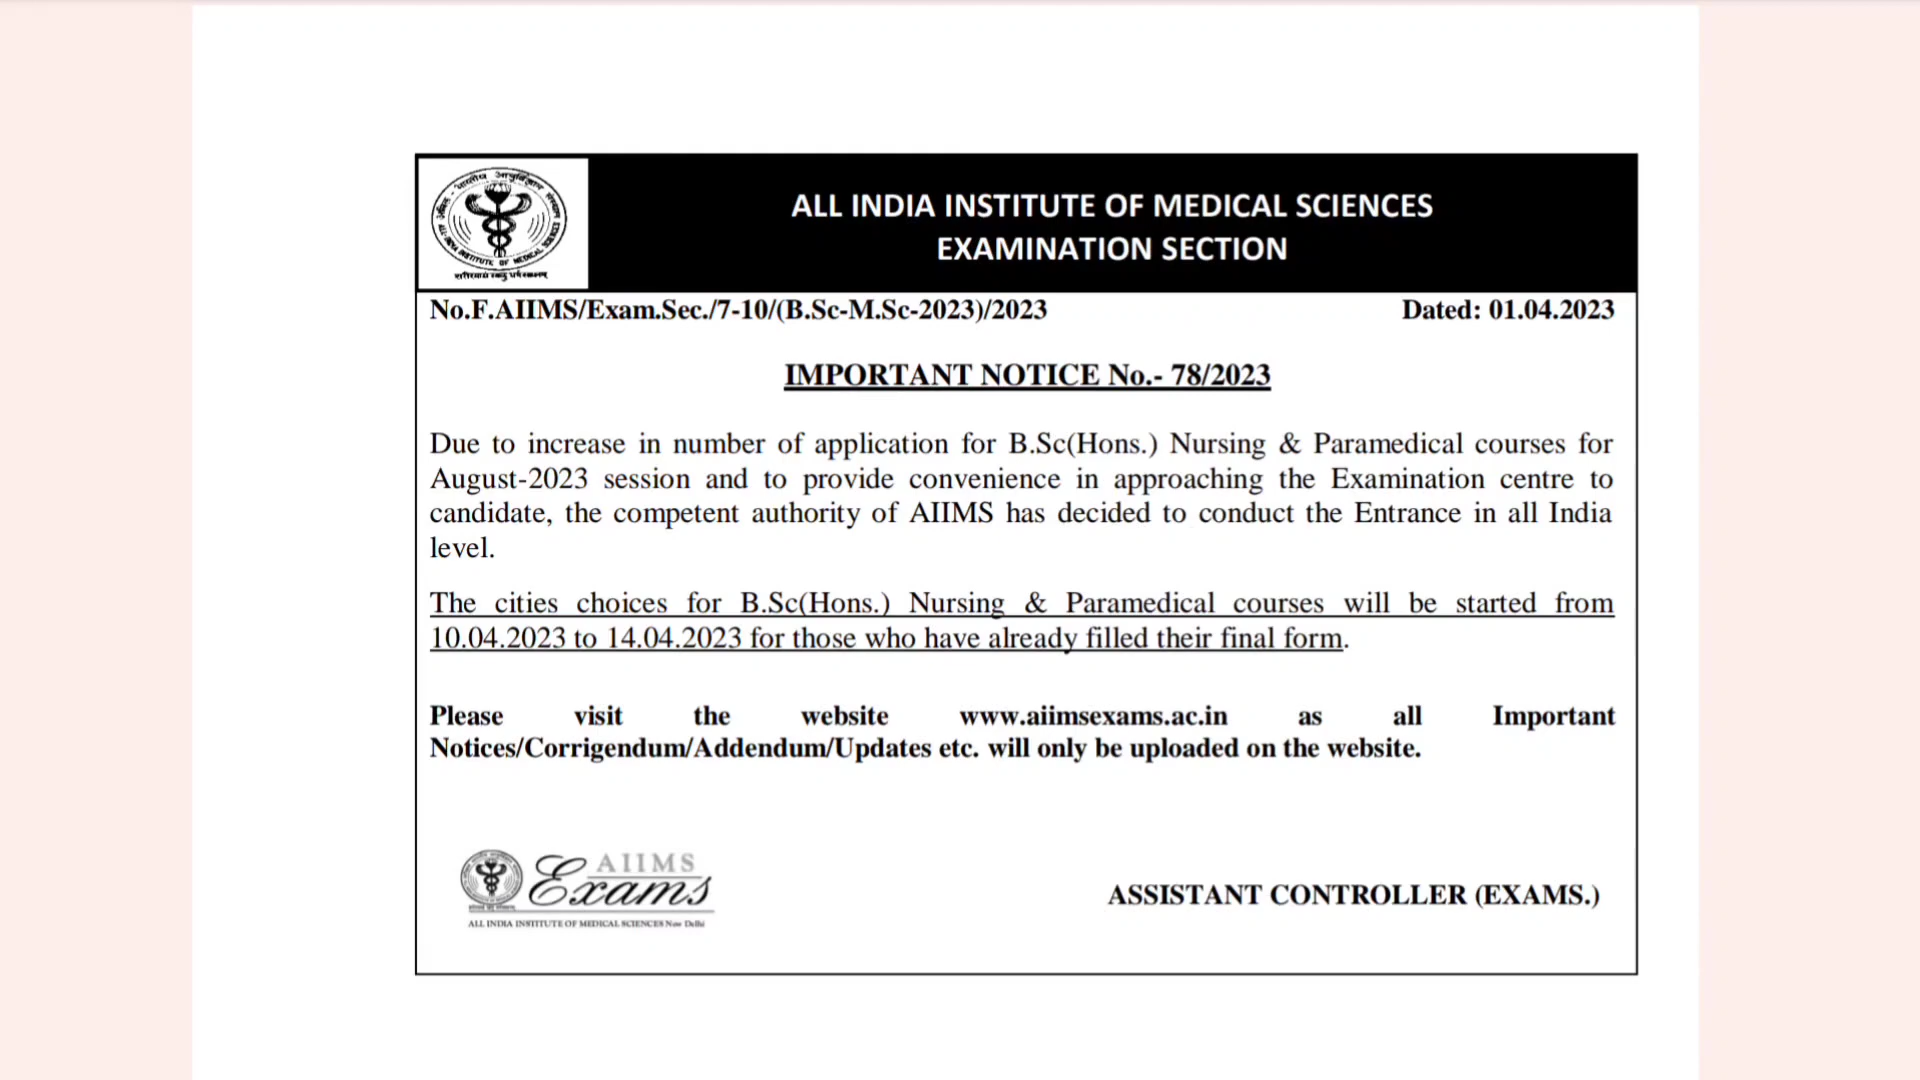 ALL INDIA INSTITUTE OF MEDICAL SCIENCES
EXAMINATION SECTION
No.F.AIIMS/Exam.Sec./7-10/(B.Sc-M.Sc-2023)/2023 Dated: 01.04.2023
IMPORTANT NOTICE No.- 78/2023
Due to increase in number of application for B.Sc(Hons.) Nursing & Paramedical courses for
August-2023 session and to provide convenience in approaching the Examination centre to
candidate, the competent authority of AIIMS has decided to conduct the Entrance in all India
level.
The cities choices for B.Sc(Hons.) Nursing & Paramedical courses will be started from
10.04.2023 to 14.04.2023 for those who have already filled their final form.
Please visit the website www.aiimsexams.ac.in as all Important
Notices/Corrigendum/Addendum/Updates etc. will only be uploaded on the website.
AIIMS
Exams
ALL INDIA INSTITUTE OF MEDICAL SCIENCES New Delhi
ASSISTANT CONTROLLER (EXAMS.)